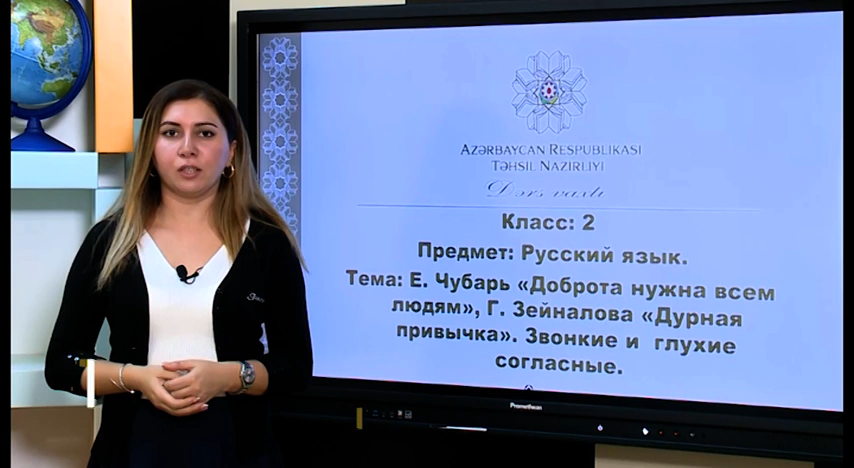 AZƏRBAYCAN RESPUBLIKASI
TƏHSIL NAZIRLIYI
Dərs vaxtı
Класс: 2
Предмет: Русский язык.
Тема: Е. Чубарь «Доброта нужна всем
людям», Г. Зейналова «Дурная
привычка». Звонкие и глухие
согласные.
Promethean